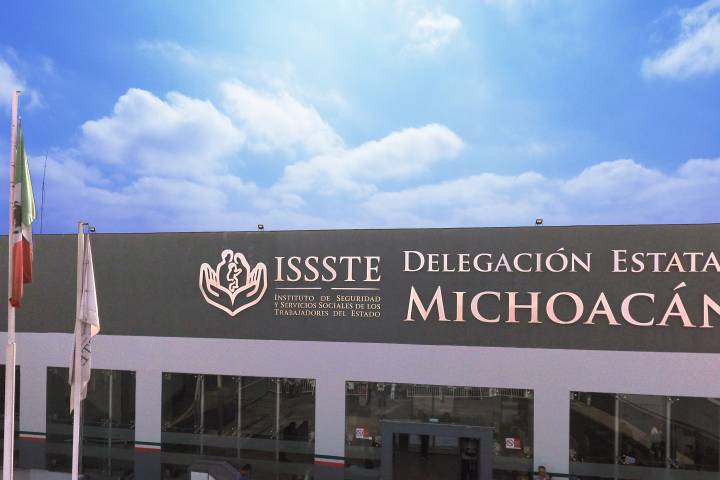 ISSSTE
INSTITUTO DE SEGURIDAD
Y SERVICIOS SOCIALES DE LOS
TRABAJADORES DEL ESTADO
DELEGACIÓN ESTATA
MICHOACÁN